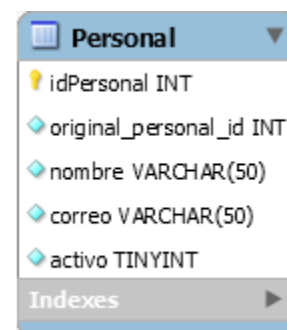 Personal
idPersonal INT
original_personal_id INT
nombre VARCHAR(50)
correo VARCHAR(50)
activo TINYINT
Indexes